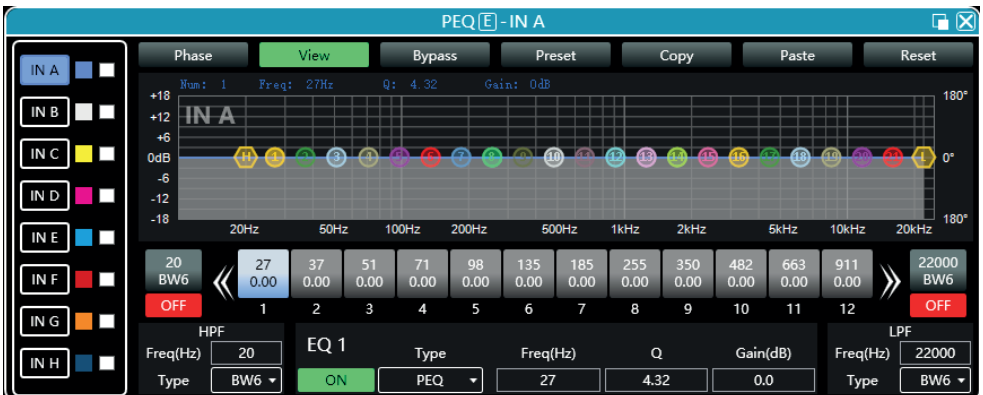 PEQ E - IN A
Phase View Bypass Preset Copy Paste Reset
IN A
IN B
IN C
IN D
IN E
IN F
IN G
IN H
Num: 1 Freq: 27Hz Q: 4.32 Gain: 0dB
IN A
+18
+12
+6
0dB
-6
-12
-18
180°
0°
180°
H 1 2 3 4 5 6 7 8 9 10 11 12 13 14 15 16 17 18 19 20 21 L
20Hz 50Hz 100Hz 200Hz 500Hz 1kHz 2kHz 5kHz 10kHz 20kHz
20 27 37 51 71 98 135 185 255 350 482 663 911 22000
BW6 0.00 0.00 0.00 0.00 0.00 0.00 0.00 0.00 0.00 0.00 0.00 0.00 BW6
OFF 1 2 3 4 5 6 7 8 9 10 11 12 OFF
HPF
Freq(Hz) 20
Type BW6
EQ 1 Type Freq(Hz) Q Gain(dB)
ON PEQ 27 4.32 0.0
LPF
Freq(Hz) 22000
Type BW6